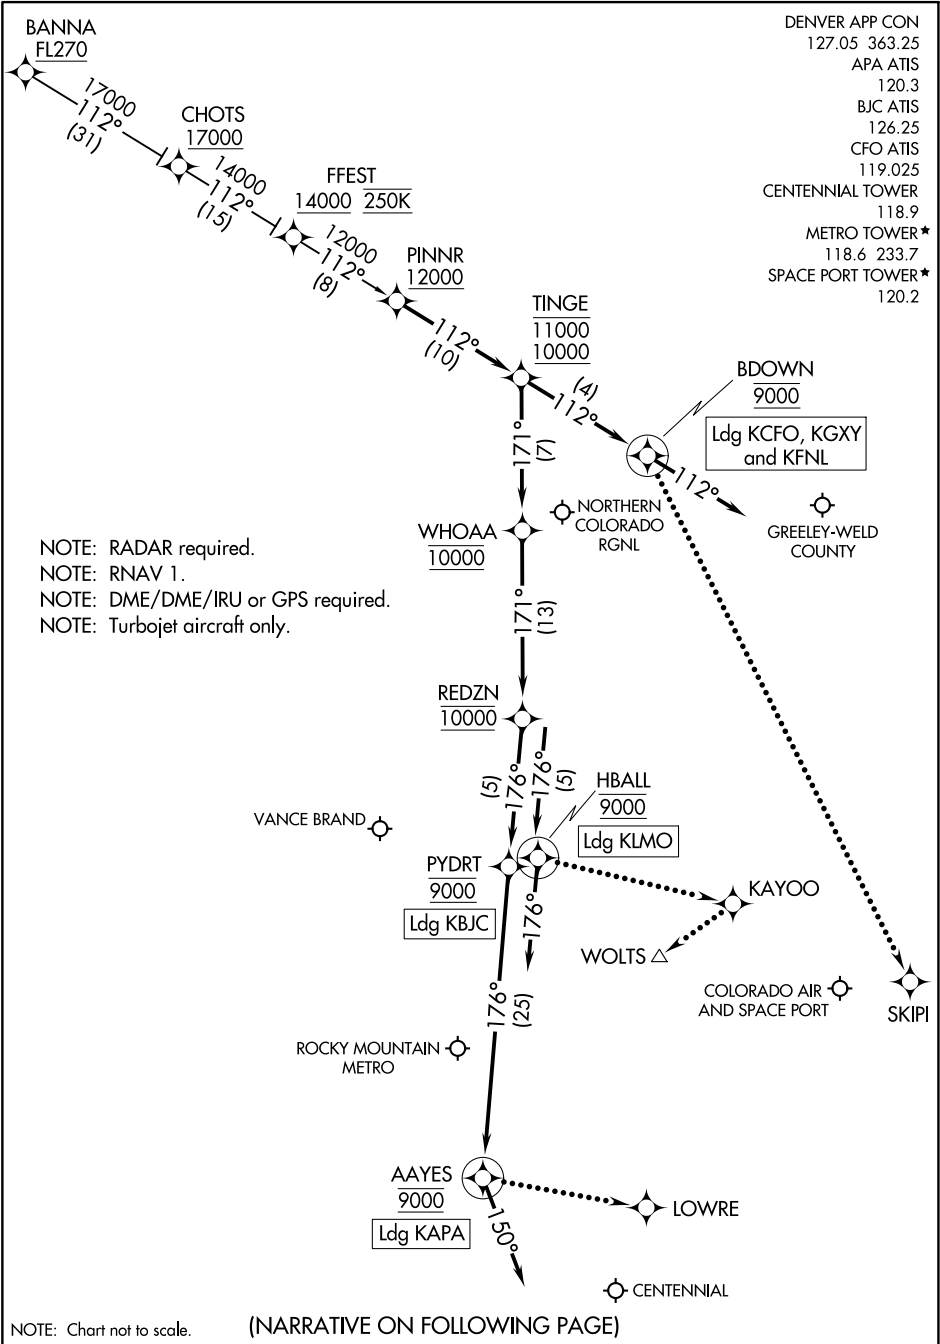 BANNA
FL270
17000
112°
(31)
CHOTS
17000
14000
112°
(15)
FFEST
14000 250K
12000
112°
(8)
PINNR
12000
112°
(10)
TINGE
11000
10000
(4)
112°
BDOWN
9000
Ldg KCFO, KGXY
and KFNL
112°
DENVER APP CON
127.05 363.25
APA ATIS
120.3
BJC ATIS
126.25
CFO ATIS
119.025
CENTENNIAL TOWER
118.9
METRO TOWER★
118.6 233.7
SPACE PORT TOWER★
120.2
171°
(7)
NORTHERN
COLORADO
RGNL
GREELEY-WELD
COUNTY
WHOAA
10000
NOTE: RADAR required.
NOTE: RNAV 1.
NOTE: DME/DME/IRU or GPS required.
NOTE: Turbojet aircraft only.
171°
(13)
REDZN
10000
(5)
176°
176°
(5)
HBALL
9000
Ldg KLMO
VANCE BRAND
PYDRT
9000
Ldg KBJC
176°
KAYOO
WOLTS
COLORADO AIR
AND SPACE PORT
SKIPI
176°
(25)
ROCKY MOUNTAIN
METRO
AAYES
9000
Ldg KAPA
150°
LOWRE
CENTENNIAL
NOTE: Chart not to scale.
(NARRATIVE ON FOLLOWING PAGE)